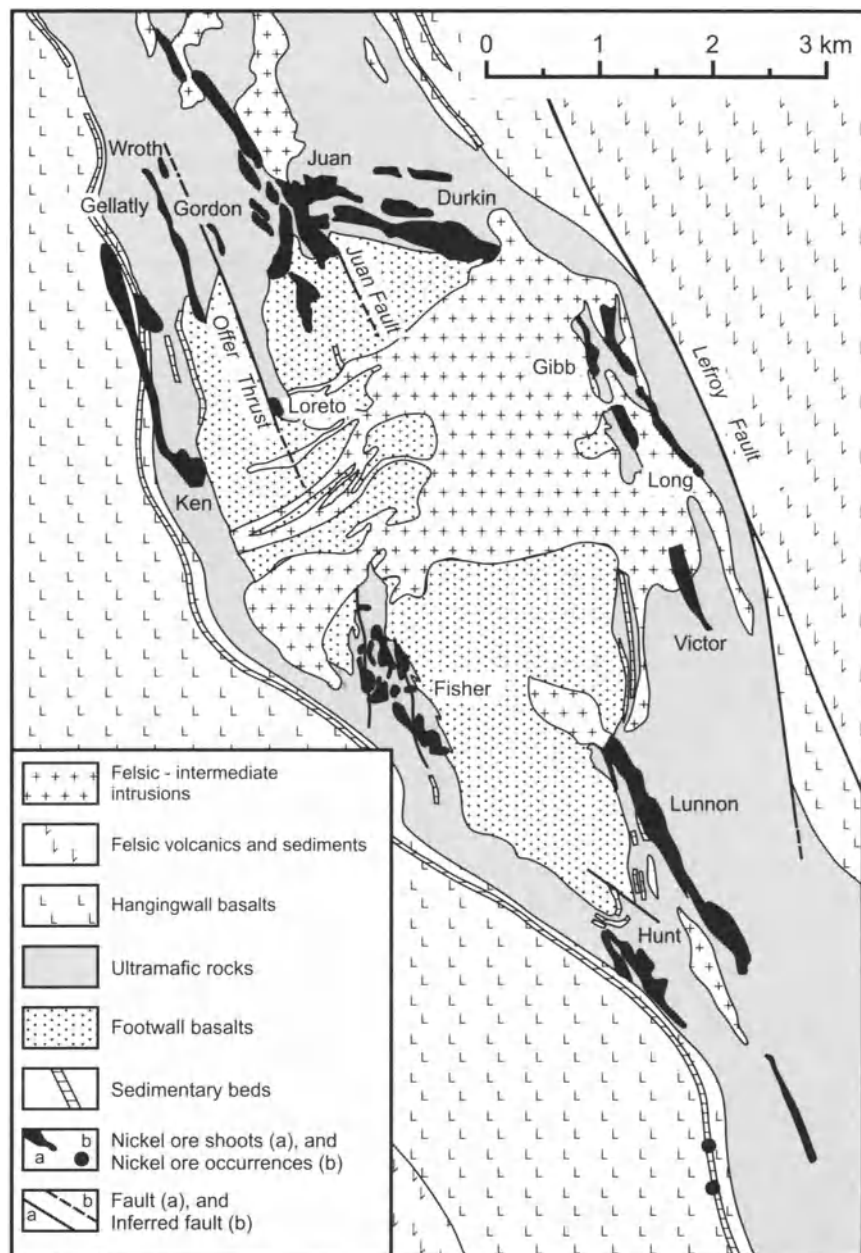 0 1 2 3 km
Wroth
Juan
Durkin
Gellatly
Gordon
Juan Fault
Offer Thrust
Lefroy Fault
Gibb
Loreto
Long
Ken
Victor
Fisher
Lunnon
Hunt
Felsic - intermediate
intrusions
Felsic volcanics and sediments
Hangingwall basalts
Ultramafic rocks
Footwall basalts
Sedimentary beds
a b
Nickel ore shoots (a), and
Nickel ore occurrences (b)
a b
Fault (a), and
Inferred fault (b)